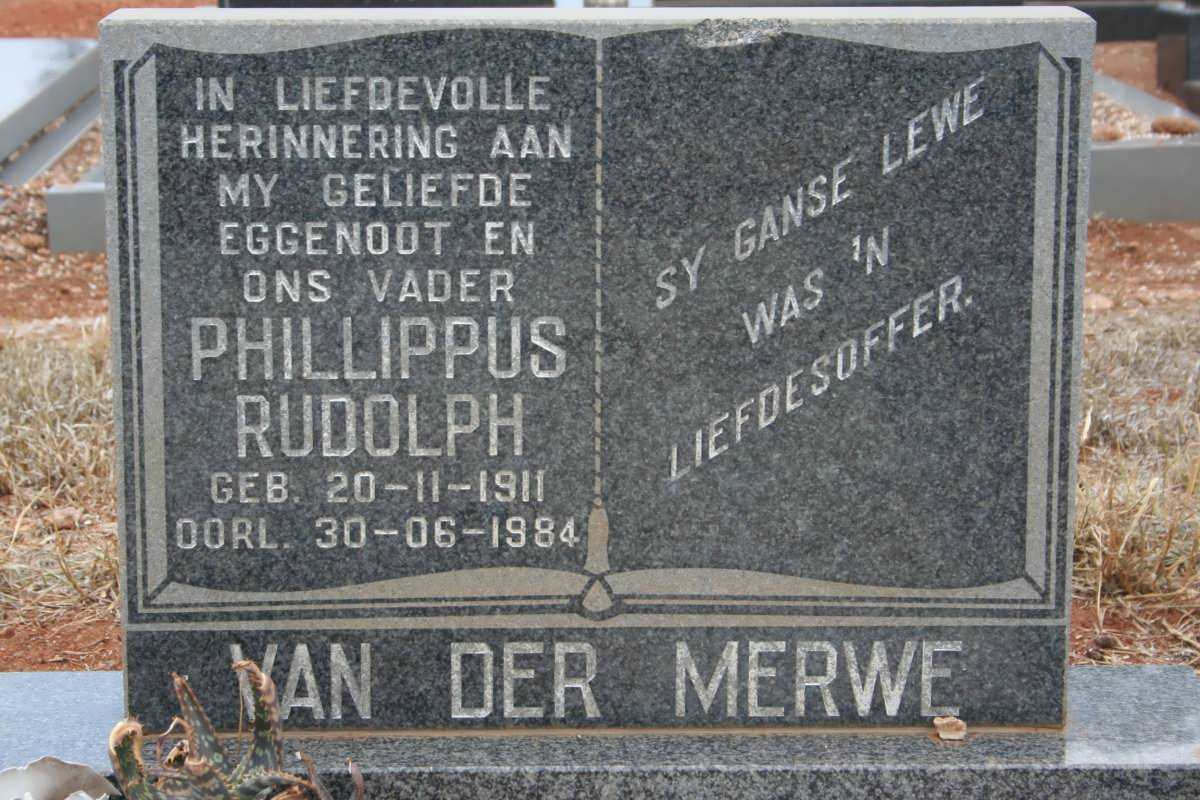 IN LIEFDEVOLLE
HERINNERING AAN
MY GELIEFDE
EGGENOOT EN
ONS VADER
PHILLIPPUS
RUDOLPH
GEB. 20-11-1911
OORL. 30-06-1984
SY GANSE LEWE
WAS 'N
LIEFDESOFFER.
VAN DER MERWE